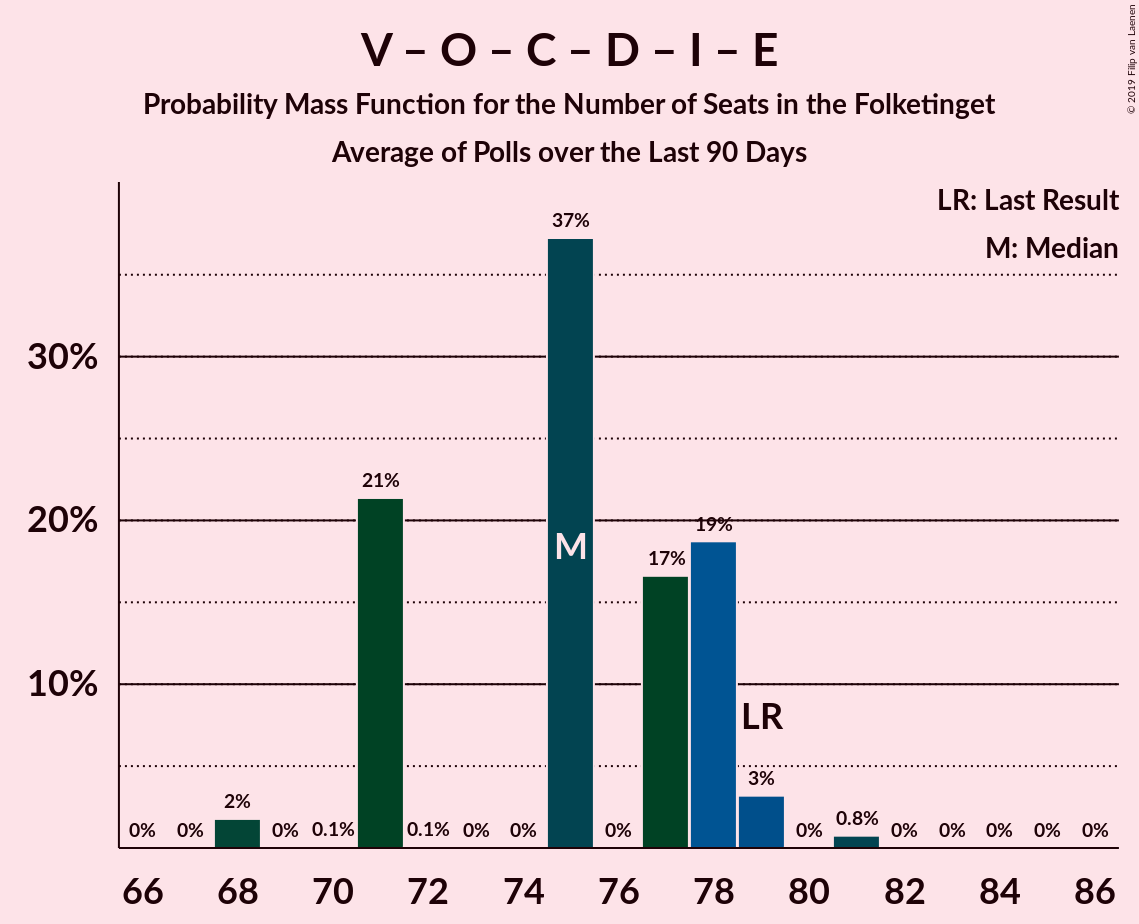 V – O – C – D – I – E
Probability Mass Function for the Number of Seats in the Folketinget
Average of Polls over the Last 90 Days
© 2019 Filip van Laenen
LR: Last Result
M: Median
30%
20%
10%
0%
0%
2%
0%
0.1%
21%
0.1%
0%
0%
37%
M
0%
17%
19%
3%
LR
0%
0.8%
0%
0%
0%
0%
0%
66 68 70 72 74 76 78 80 82 84 86